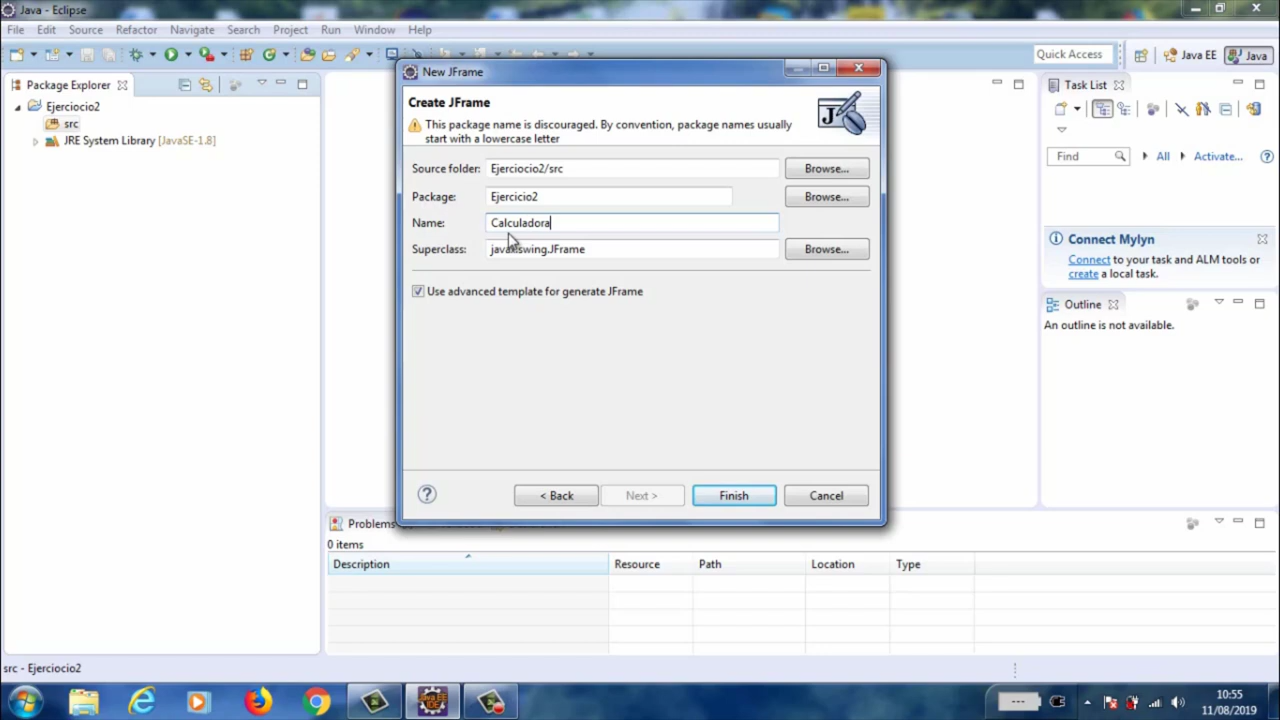 Java - Eclipse
File Edit Source Refactor Navigate Search Project Run Window Help
Quick Access
Java EE
Java
Package Explorer
Ejerciocio2
src
JRE System Library [JavaSE-1.8]
New JFrame
Create JFrame
This package name is discouraged. By convention, package names usually
start with a lowercase letter
Source folder: Ejerciocio2/src Browse...
Package: Ejercicio2 Browse...
Name: Calculadora
Superclass: javax.swing.JFrame Browse...
Use advanced template for generate JFrame
< Back Next > Finish Cancel
Task List
Find All Activate...
Connect Mylyn
Connect to your task and ALM tools or
create a local task.
Outline
An outline is not available.
Problems
0 items
Description Resource Path Location Type
src - Ejerciocio2
Java EE
IDE
10:55
11/08/2019